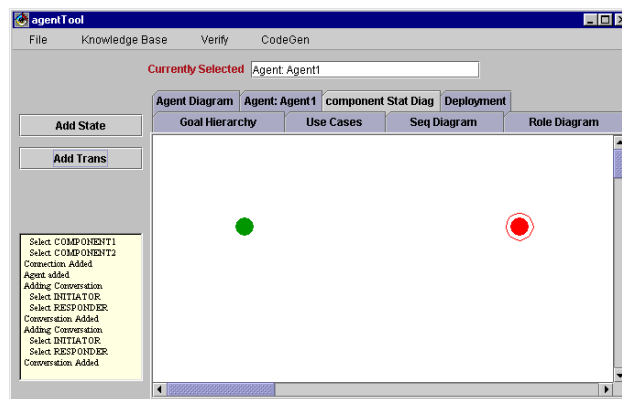 agentTool
File Knowledge Base Verify CodeGen
Currently Selected Agent: Agent1
Agent Diagram Agent: Agent1 component Stat Diag Deployment
Goal Hierarchy Use Cases Seq Diagram Role Diagram
Add State
Add Trans
Select COMPONENT1
Select COMPONENT2
Connection Added
Agent added
Adding Conversation
Select INITIATOR
Select RESPONDER
Conversation Added
Adding Conversation
Select INITIATOR
Select RESPONDER
Conversation Added